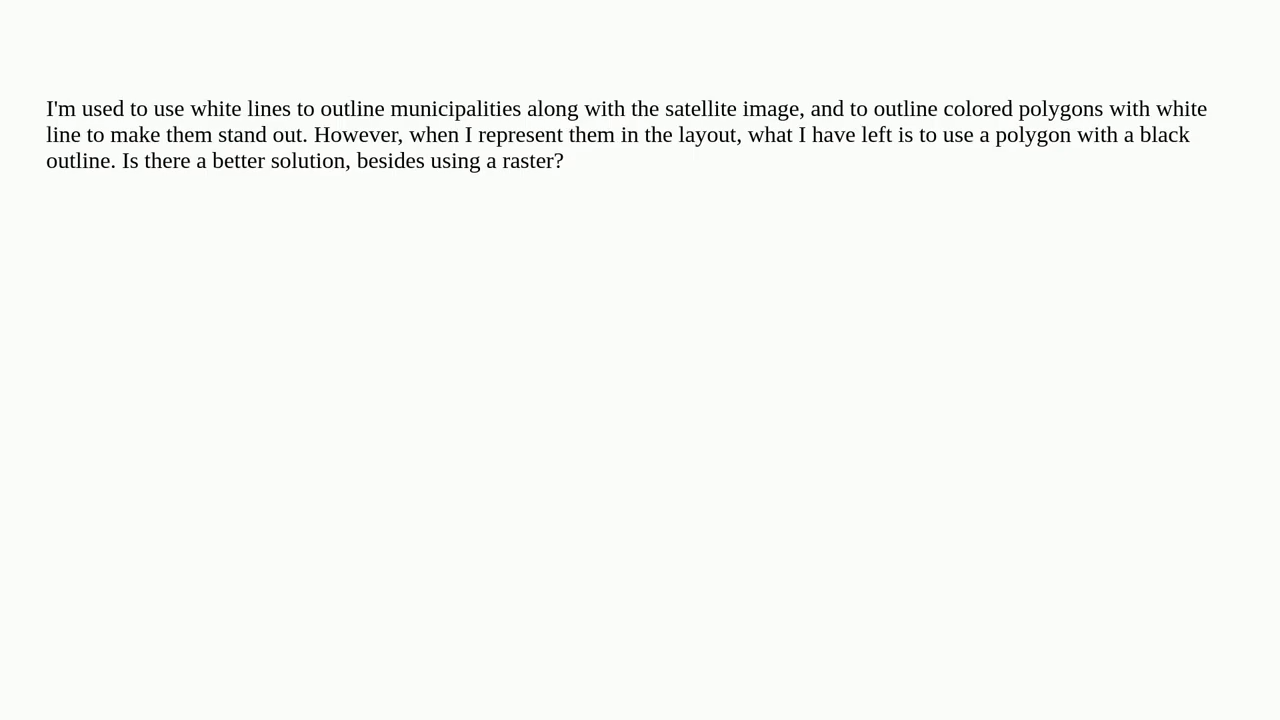 I'm used to use white lines to outline municipalities along with the satellite image, and to outline colored polygons with white
line to make them stand out. However, when I represent them in the layout, what I have left is to use a polygon with a black
outline. Is there a better solution, besides using a raster?